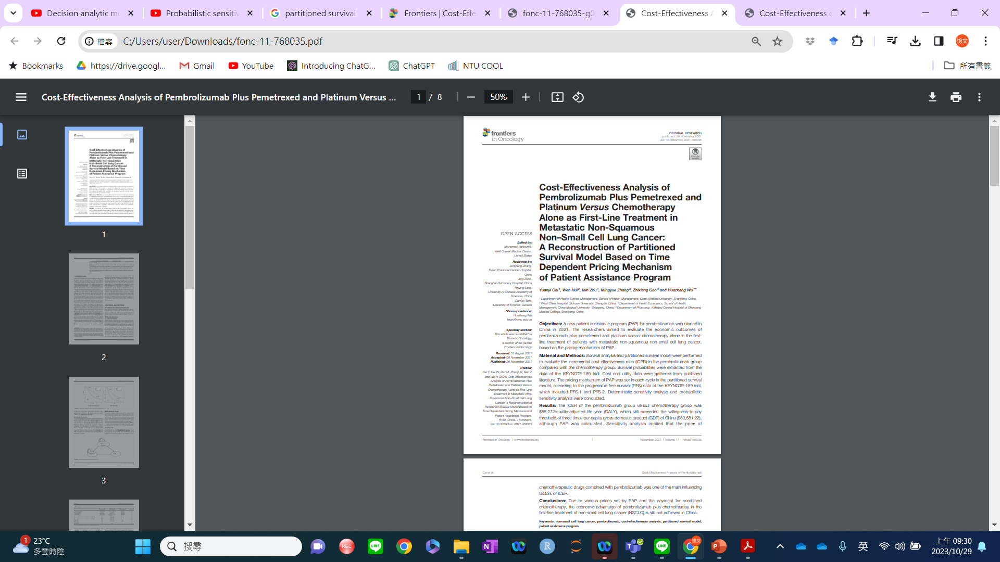 Decision analytic m
Probabilistic sensitiv
partitioned survival
Frontiers | Cost-Effe
fonc-11-768035-g0
Cost-Effectiveness A
Cost-Effectiveness c
檔案
C:/Users/user/Downloads/fonc-11-768035.pdf
憶文
Bookmarks
https://drive.googl...
Gmail
YouTube
Introducing ChatG...
ChatGPT
NTU COOL
所有書籤
Cost-Effectiveness Analysis of Pembrolizumab Plus Pemetrexed and Platinum Versus ...
1 / 8
50%
1
2
3
frontiers
in Oncology
ORIGINAL RESEARCH
published: 26 November 2021
doi: 10.3389/fonc.2021.768035
Check for
updates
Cost-Effectiveness Analysis of
Pembrolizumab Plus Pemetrexed and
Platinum Versus Chemotherapy
Alone as First-Line Treatment in
Metastatic Non-Squamous
Non–Small Cell Lung Cancer:
A Reconstruction of Partitioned
Survival Model Based on Time
Dependent Pricing Mechanism
of Patient Assistance Program
OPEN ACCESS
Edited by:
Mohamed Rahouma,
Weill Cornell Medical Center,
United States
Reviewed by:
Longfeng Zhang,
Fujian Provincial Cancer Hospital,
China
Jing Zhao,
Shanghai Pulmonary Hospital, China
Haiying Ding,
University of Chinese Academy of
Sciences, China
Derrick Tam,
University of Toronto, Canada
*Correspondence:
Huazhang Wu
hzwu@cmu.edu.cn
Specialty section:
This article was submitted to
Thoracic Oncology,
a section of the journal
Frontiers in Oncology
Received: 31 August 2021
Accepted: 08 November 2021
Published: 26 November 2021
Citation:
Cai Y, Hui W, Zhu M, Zhang M, Gao Z
and Wu H (2021) Cost-Effectiveness
Analysis of Pembrolizumab Plus
Pemetrexed and Platinum Versus
Chemotherapy Alone as First-Line
Treatment in Metastatic Non-
Squamous Non–Small Cell Lung
Cancer: A Reconstruction of
Partitioned Survival Model Based on
Time Dependent Pricing Mechanism of
Patient Assistance Program.
Front. Oncol. 11:768035.
doi: 10.3389/fonc.2021.768035
Yuanyi Cai1, Wen Hui2, Min Zhu1, Mingyue Zhang3, Zhixiang Gao4 and Huazhang Wu1*
1 Department of Health Service Management, School of Health Management, China Medical University, Shenyang, China,
2 West China Hospital, Sichuan University, Chengdu, China, 3 Department of Health Economics, School of Health
Management, China Medical University, Shenyang, China, 4 Department of Pharmacy, Affiliated Central Hospital of Shenyang
Medical College, Shenyang, China
Objectives: A new patient assistance program (PAP) for pembrolizumab was started in
China in 2021. The researchers aimed to evaluate the economic outcomes of
pembrolizumab plus pemetrexed and platinum versus chemotherapy alone in the first-
line treatment of patients with metastatic non-squamous non-small cell lung cancer,
based on the pricing mechanism of PAP.
Material and Methods: Survival analysis and partitioned survival model were performed
to evaluate the incremental cost-effectiveness ratio (ICER) in the pembrolizumab group
compared with the chemotherapy group. Survival probabilities were extracted from the
data of the KEYNOTE-189 trial. Cost and utility data were gathered from published
literature. The pricing mechanism of PAP was set in each cycle in the partitioned survival
model, according to the progression-free survival (PFS) data of the KEYNOTE-189 trial,
which included PFS-1 and PFS-2. Deterministic sensitivity analysis and probabilistic
sensitivity analysis were conducted.
Results: The ICER of the pembrolizumab group versus chemotherapy group was
$65,272/quality-adjusted life year (QALY), which still exceeded the willingness-to-pay
threshold of three times per capita gross domestic product (GDP) of China ($33,581.22),
although PAP was calculated. Sensitivity analysis implied that the price of
Frontiers in Oncology | www.frontiersin.org
1
November 2021 | Volume 11 | Article 768035
Cai et al.
Cost-Effectiveness Analysis of Pembrolizumab
chemotherapeutic drugs combined with pembrolizumab was one of the main influencing
factors of ICER.
Conclusions: Due to various prices set by PAP and the payment for combined
chemotherapy, the economic advantage of pembrolizumab plus chemotherapy in the
first-line treatment of non-small cell lung cancer (NSCLC) is still not achieved in China.
Keywords: non-small cell lung cancer, pembrolizumab, cost-effectiveness analysis, partitioned survival model,
patient assistance program
1
23°C
多雲時陰
搜尋
REC
LINE
N
R
LINE
憶文
P
英
上午 09:30
2023/10/29